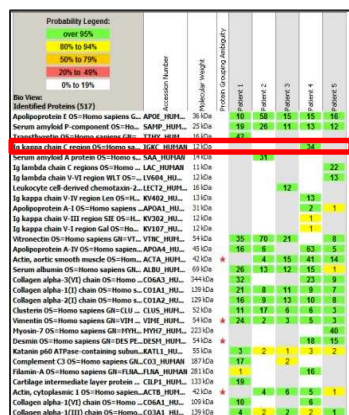 Probability Legend:
over 95%
80% to 94%
50% to 79%
20% to 49%
0% to 19%
Bio View:
Identified Proteins (517)
Accession Number
Molecular Weight
Protein Grouping Ambiguity
Patient 1
Patient 2
Patient 3
Patient 4
Patient 5
Apolipoprotein E OS=Homo sapiens G... APOE_HUM... 36 kDa 10 58 15 15 16
Serum amyloid P-component OS=Ho... SAMP_HUM... 25 kDa 19 26 11 13 12
Transthyretin OS=Homo sapiens GN= TTHY_HUM 42
Ig kappa chain C region OS=Homo sa... IGKC_HUMAN 12 kDa 34
Serum amyloid A protein OS=Homo s... SAA_HUMAN 14 kDa 31
Ig lambda chain C regions OS=Homo ... LAC_HUMAN 11 kDa 22
Ig lambda chain V-VI region WLT OS=... LV604_HU... 12 kDa 13
Leukocyte cell-derived chemotaxin-2... LECT2_HUM... 16 kDa 12
Ig kappa chain V-IV region Len OS=H... KV402_HU... 13 kDa 13
Apolipoprotein A-I OS=Homo sapiens ... APOA1_HU... 31 kDa 2 1
Ig kappa chain V-III region SIE OS=H... KV302_HU... 12 kDa 1
Ig kappa chain V-I region Gal OS=Ho... KV107_HU... 12 kDa 1
Vitronectin OS=Homo sapiens GN=VT... VTNC_HUM... 54 kDa 35 70 21 8
Apolipoprotein A-IV OS=Homo sapien... APOA4_HU... 45 kDa 16 6 63 5
Actin, aortic smooth muscle OS=Hom... ACTA_HUM... 42 kDa 4 15 41 14
Serum albumin OS=Homo sapiens GN... ALBU_HUM... 69 kDa 26 13 12 15 1
Collagen alpha-3(VI) chain OS=Homo ... CO6A3_HU... 344 kDa 32 23 9
Collagen alpha-1(I) chain OS=Homo s... CO1A1_HU... 139 kDa 21 8 11 9 7
Collagen alpha-2(I) chain OS=Homo s... CO1A2_HU... 129 kDa 16 9 13 10 8
Clusterin OS=Homo sapiens GN=CLU ... CLUS_HUM... 52 kDa 11 17 6 6 3
Vimentin OS=Homo sapiens GN=VIM ... VIME_HUM... 54 kDa 24 2 3 5 3
Myosin-7 OS=Homo sapiens GN=MYH... MYH7_HUM... 223 kDa 40
Desmin OS=Homo sapiens GN=DES PE... DESM_HUM... 54 kDa 18 15
Katanin p60 ATPase-containing subun... KATL1_HU... 55 kDa 3 2 1 3 2
Complement C3 OS=Homo sapiens GN... CO3_HUMAN 187 kDa 17 2
Filamin-A OS=Homo sapiens GN=FLNA... FLNA_HUMAN 281 kDa 1 16
Cartilage intermediate layer protein ... CILP1_HUM... 133 kDa 19
Actin, cytoplasmic 1 OS=Homo sapien... ACTB_HUM... 42 kDa 4 6 5 1
Collagen alpha-1(VI) chain OS=Homo ... CO6A1_HU... 109 kDa 10 6
Collagen alpha-1(III) chain OS=Homo... CO3A1_HU... 139 kDa 4 2 2 1